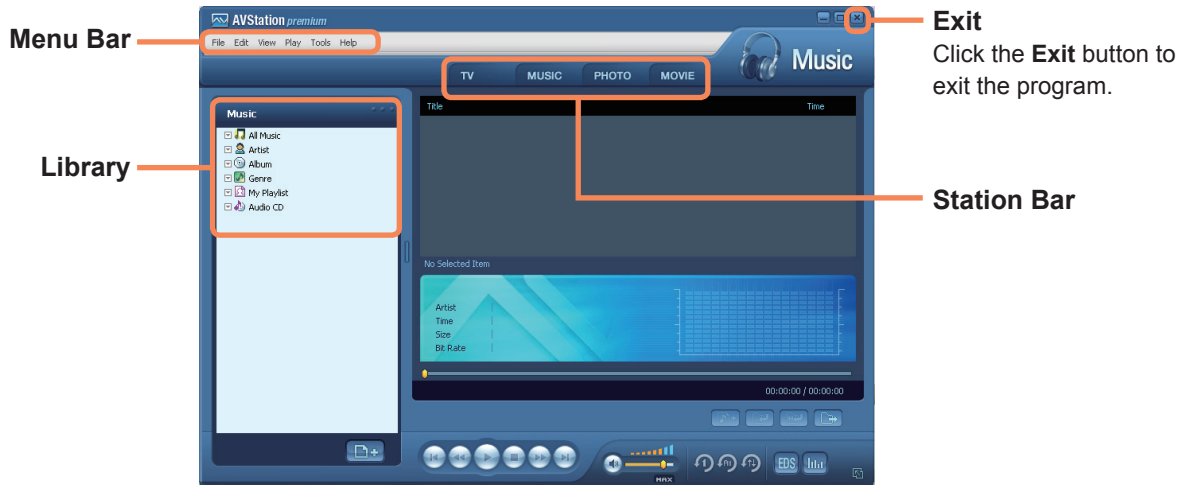 AVStation premium
Exit
Menu Bar
File Edit View Play Tools Help
Music
Click the Exit button to
exit the program.
TV MUSIC PHOTO MOVIE
Music
Title Time
All Music
Artist
Library
Album
Genre
My Playlist
Audio CD
Station Bar
No Selected Item
Artist
Time
Size
Bit Rate
00:00:00 / 00:00:00
MAX
1 All
EDS